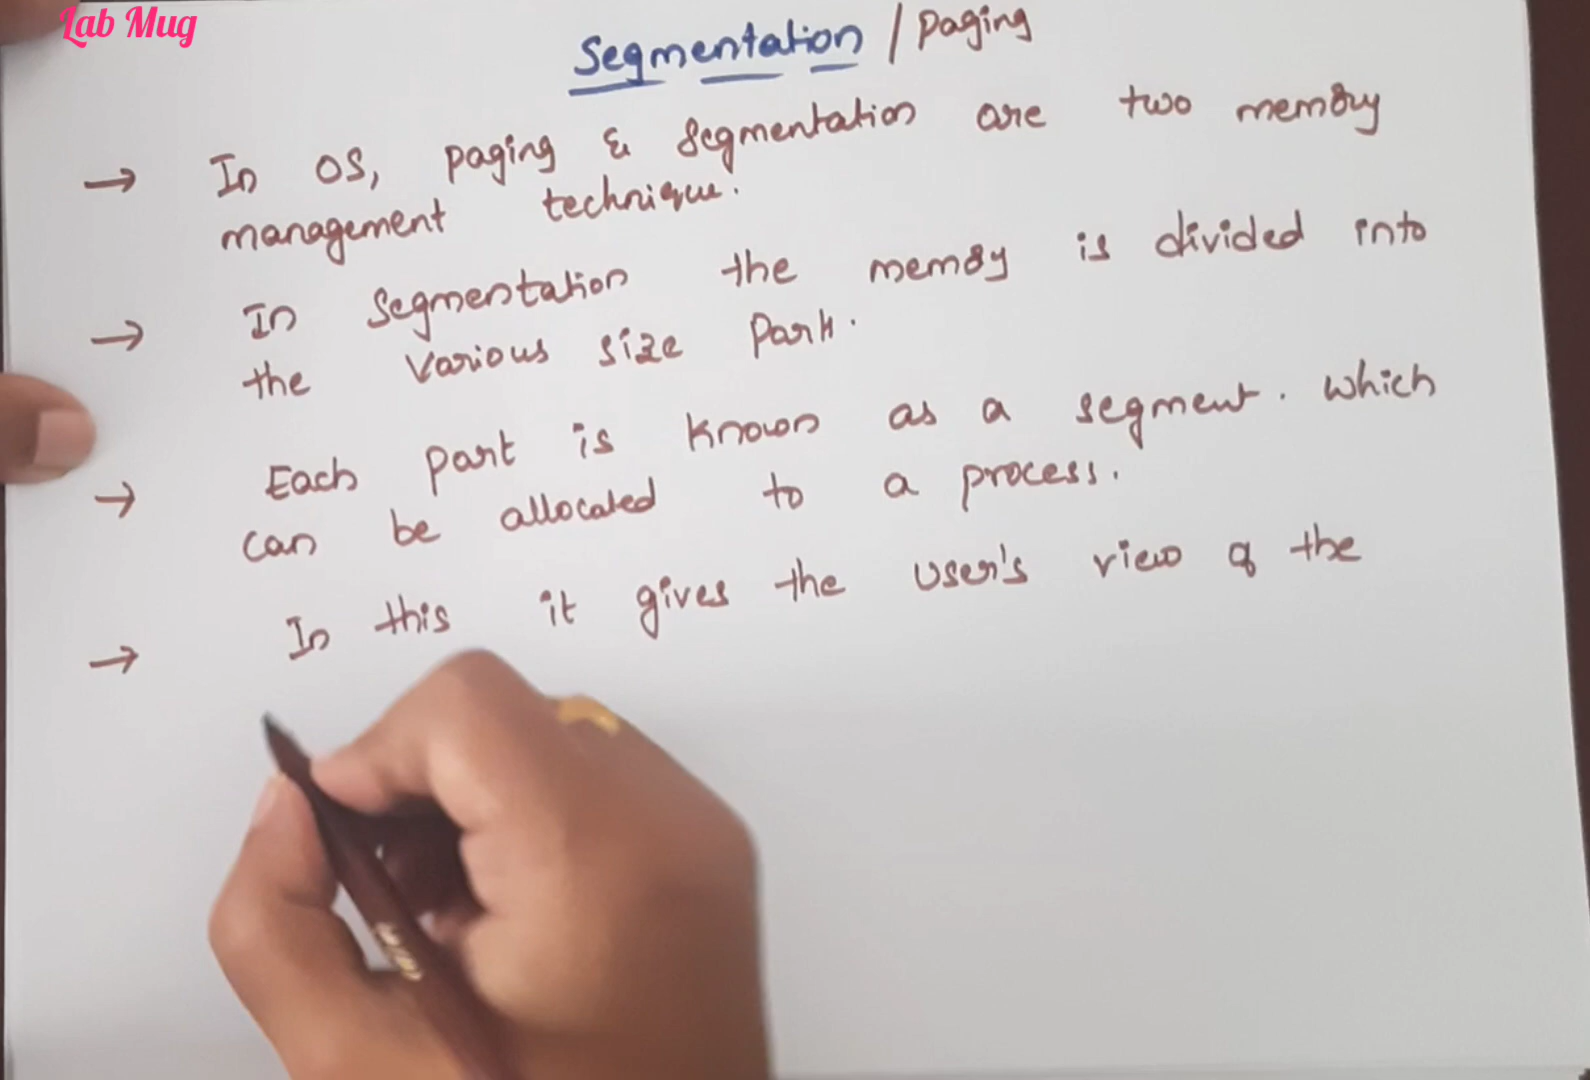 Lab Mug
Segmentation / Paging
→ In OS, paging & segmentation are two memory
management technique.
→ In segmentation the memory is divided into
the various size part.
→ Each part is known as a segment. which
can be allocated to a process.
→ In this it gives the user's view of the